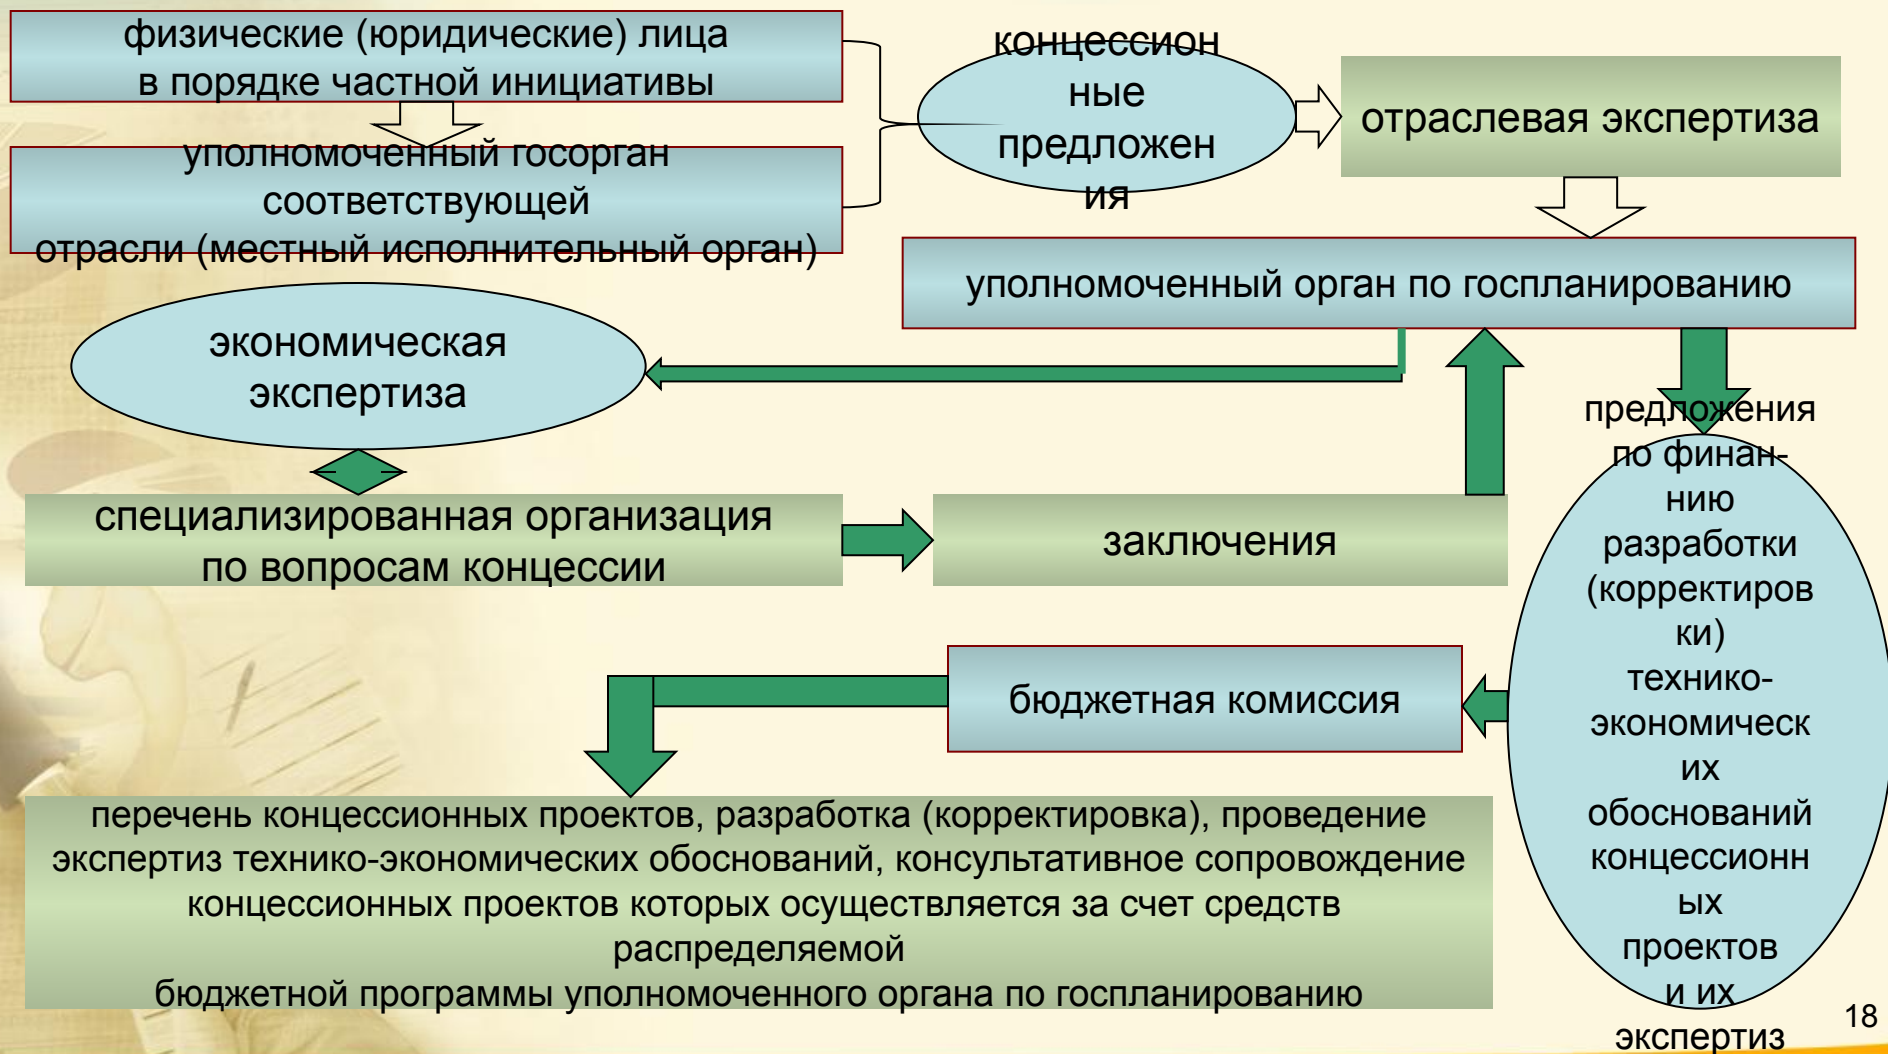 физические (юридические) лица
в порядке частной инициативы
уполномоченный госорган
соответствующей
отрасли (местный исполнительный орган)
концессион
ные
предложен
ия
отраслевая экспертиза
уполномоченный орган по госпланированию
экономическая
экспертиза
специализированная организация
по вопросам концессии
заключения
предложения
по финан-
нию
разработки
(корректиров
ки)
технико-
экономическ
их
обоснований
концессионн
ых
проектов
и их
экспертиз
бюджетная комиссия
перечень концессионных проектов, разработка (корректировка), проведение
экспертиз технико-экономических обоснований, консультативное сопровождение
концессионных проектов которых осуществляется за счет средств
распределяемой
бюджетной программы уполномоченного органа по госпланированию
18